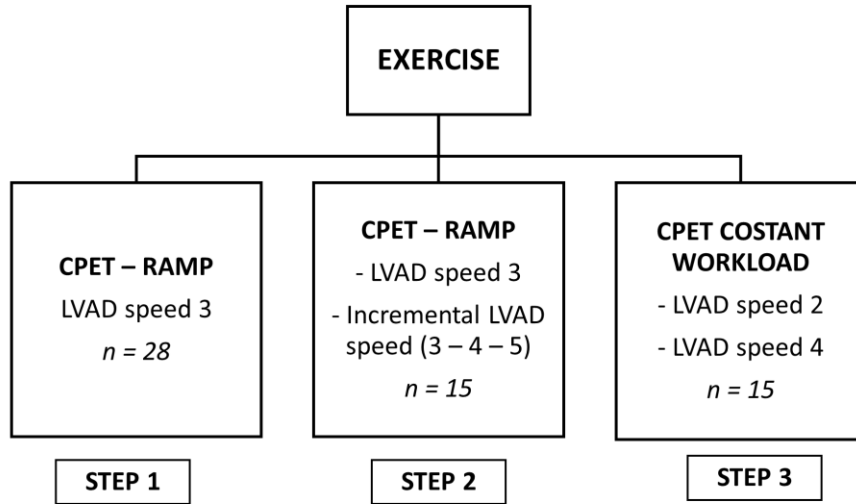 EXERCISE
CPET – RAMP
LVAD speed 3
n = 28
STEP 1
CPET – RAMP
- LVAD speed 3
- Incremental LVAD
speed (3 – 4 – 5)
n = 15
STEP 2
CPET COSTANT
WORKLOAD
- LVAD speed 2
- LVAD speed 4
n = 15
STEP 3